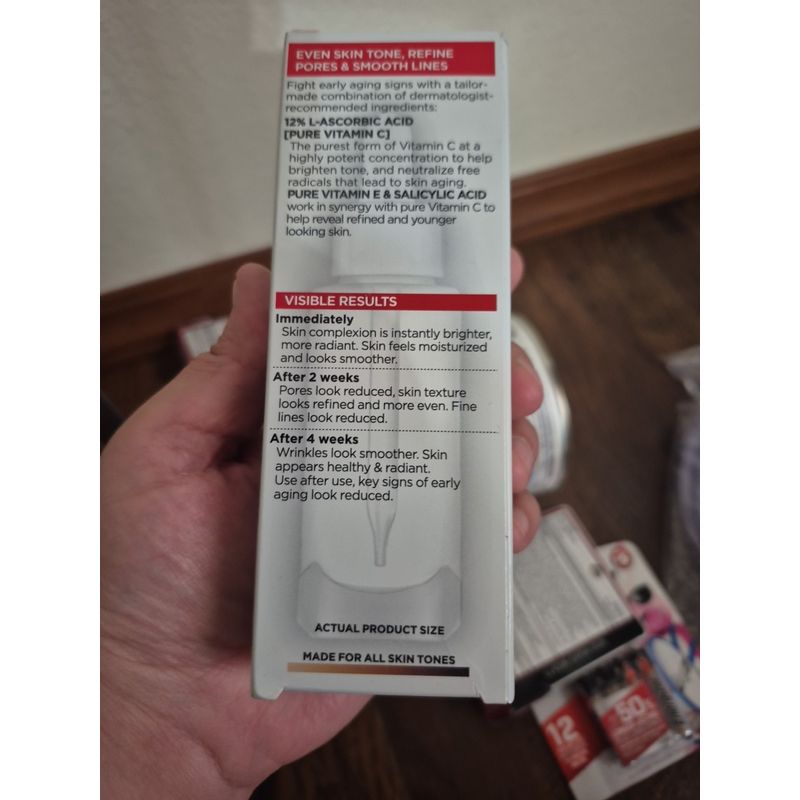 EVEN SKIN TONE, REFINE
PORES & SMOOTH LINES
Fight early aging signs with a tailor-
made combination of dermatologist-
recommended ingredients:
12% L-ASCORBIC ACID
[PURE VITAMIN C]
The purest form of Vitamin C at a
highly potent concentration to help
brighten tone, and neutralize free
radicals that lead to skin aging.
PURE VITAMIN E & SALICYLIC ACID
work in synergy with pure Vitamin C to
help reveal refined and younger
looking skin.
VISIBLE RESULTS
Immediately
Skin complexion is instantly brighter,
more radiant. Skin feels moisturized
and looks smoother.
After 2 weeks
Pores look reduced, skin texture
looks refined and more even. Fine
lines look reduced.
After 4 weeks
Wrinkles look smoother. Skin
appears healthy & radiant.
Use after use, key signs of early
aging look reduced.
ACTUAL PRODUCT SIZE
MADE FOR ALL SKIN TONES
12
50%